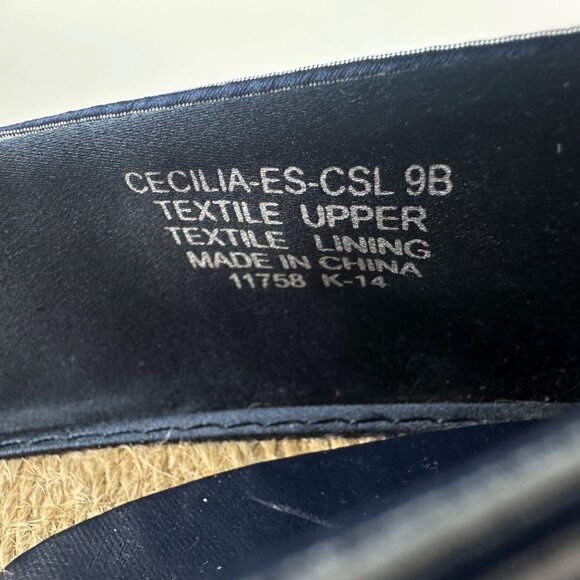 CECILIA-ES-CSL 9B
TEXTILE UPPER
TEXTILE LINING
MADE IN CHINA
11758 K-14